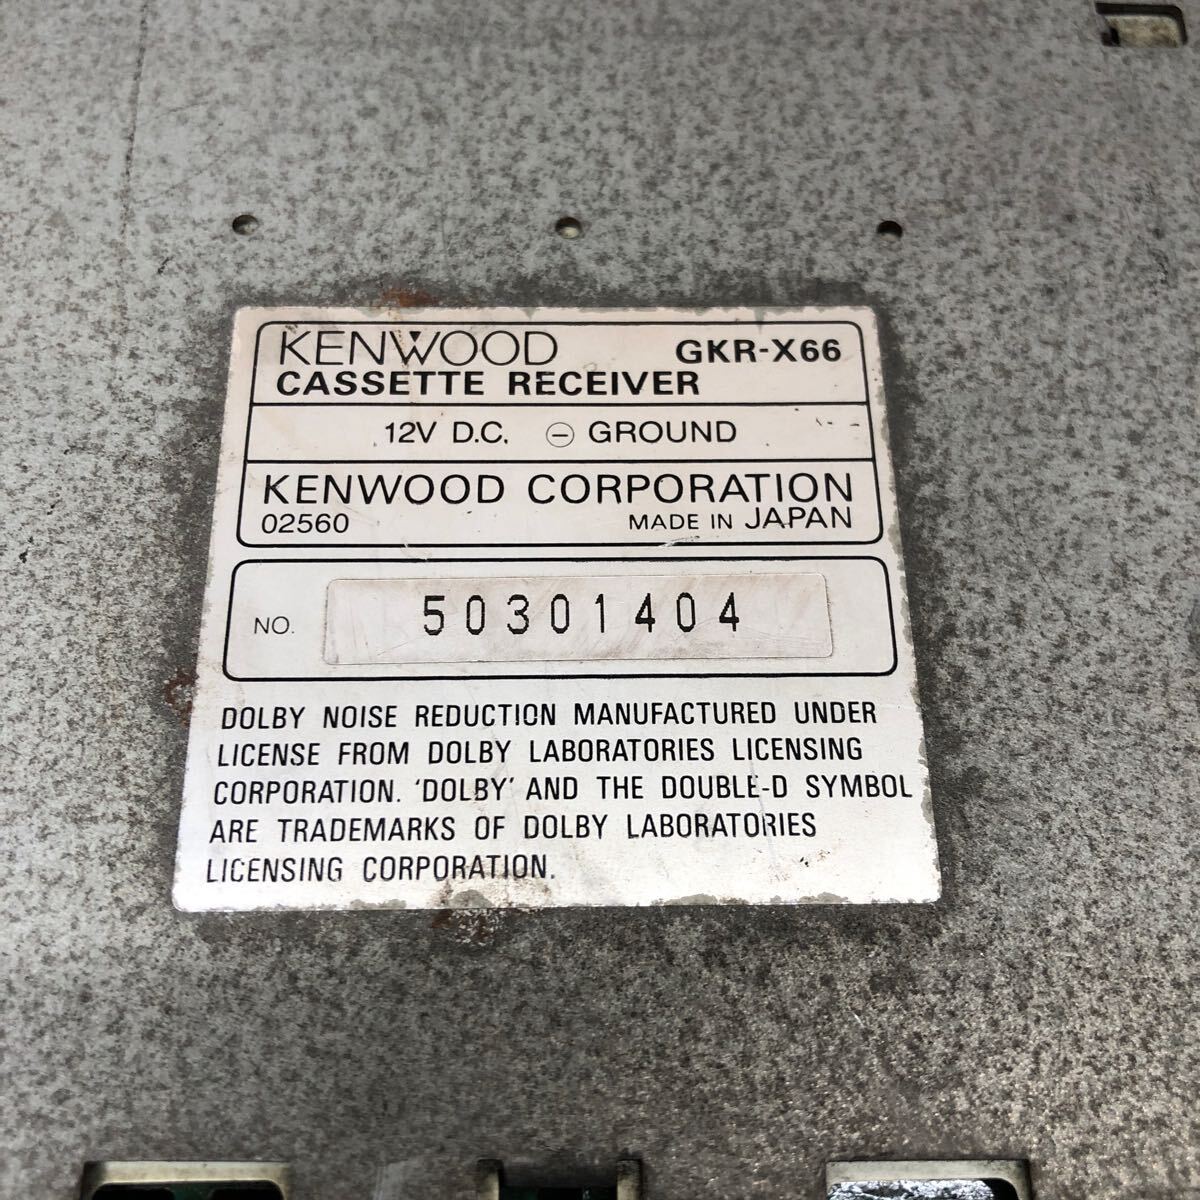 KENWOOD GKR-X66
CASSETTE RECEIVER
12V D.C. ⊖ GROUND
KENWOOD CORPORATION
02560 MADE IN JAPAN
NO. 50301404
DOLBY NOISE REDUCTION MANUFACTURED UNDER
LICENSE FROM DOLBY LABORATORIES LICENSING
CORPORATION. 'DOLBY' AND THE DOUBLE-D SYMBOL
ARE TRADEMARKS OF DOLBY LABORATORIES
LICENSING CORPORATION.